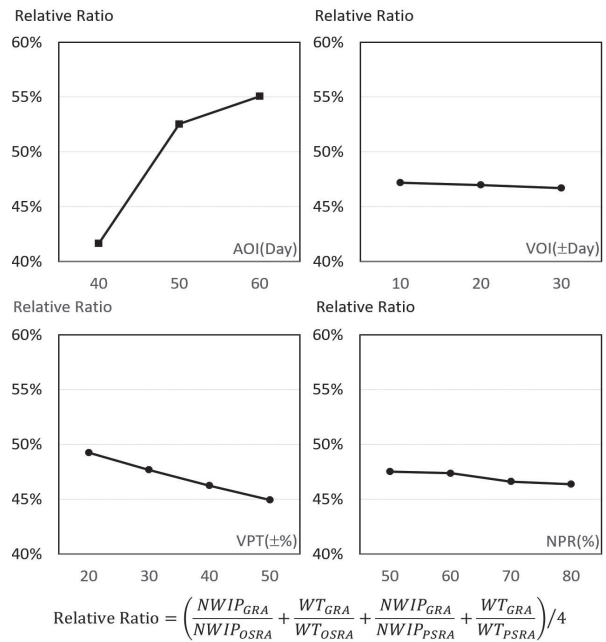 Relative Ratio
60%
55%
50%
45%
40%
40 50 60
AOI(Day)
Relative Ratio
60%
55%
50%
45%
40%
10 20 30
VOI(±Day)
Relative Ratio
60%
55%
50%
45%
40%
20 30 40 50
VPT(±%)
Relative Ratio
60%
55%
50%
45%
40%
50 60 70 80
NPR(%)
Relative Ratio = (NWIP_GRA/NWIP_OSRA + WT_GRA/WT_OSRA + NWIP_GRA/NWIP_PSRA + WT_GRA/WT_PSRA)/4